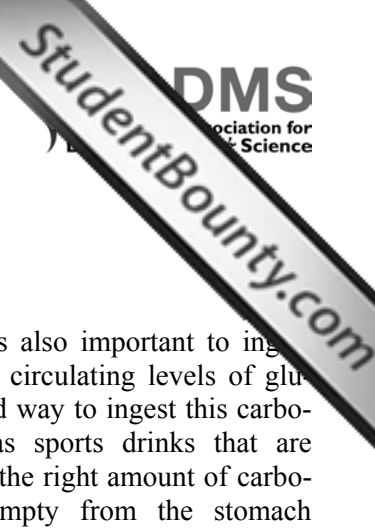 DMS
ociation for
& Science
StudentBounty.com
s also important to ing
circulating levels of glu-
d way to ingest this carbo-
as sports drinks that are
the right amount of carbo-
mpty from the stomach